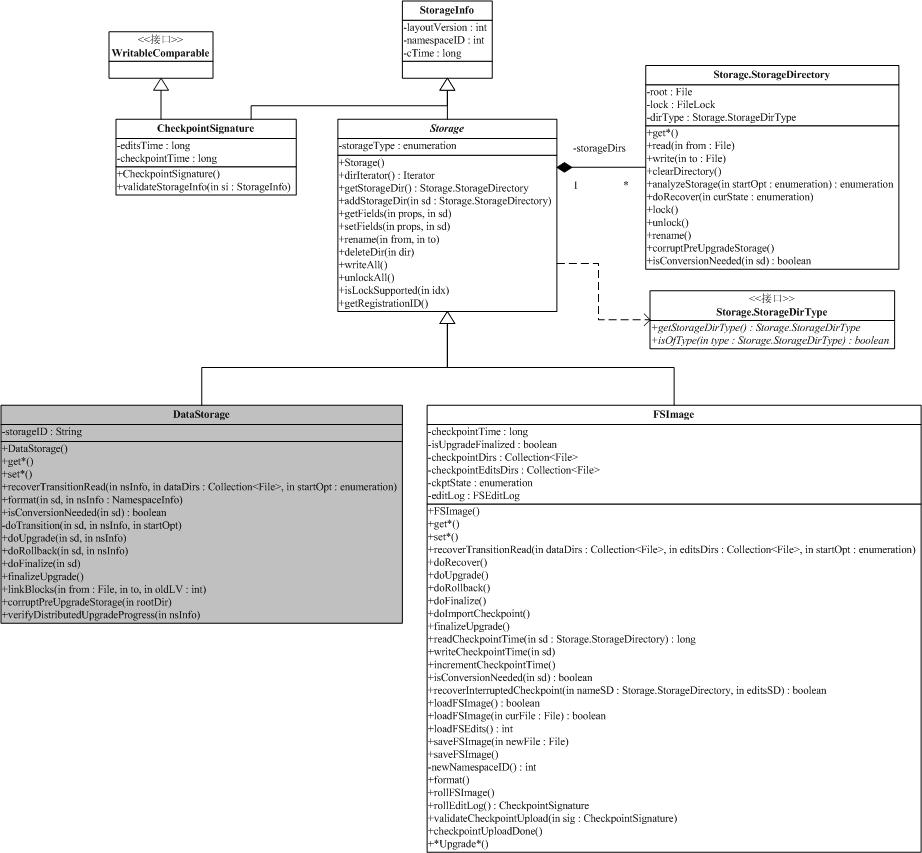 StorageInfo
-layoutVersion : int
-namespaceID : int
-cTime : long
<<接口>>
WritableComparable
CheckpointSignature
-editsTime : long
-checkpointTime : long
+CheckpointSignature()
+validateStorageInfo(in si : StorageInfo)
Storage
-storageType : enumeration
+Storage()
+dirIterator() : Iterator
+getStorageDir() : Storage.StorageDirectory
+addStorageDir(in sd : Storage.StorageDirectory)
+getFields(in props, in sd)
+setFields(in props, in sd)
+rename(in from, in to)
+deleteDir(in dir)
+writeAll()
+unlockAll()
+isLockSupported(in idx)
+getRegistrationID()
-storageDirs
1
*
Storage.StorageDirectory
-root : File
-lock : FileLock
-dirType : Storage.StorageDirType
+get*()
+read(in from : File)
+write(in to : File)
+clearDirectory()
+analyzeStorage(in startOpt : enumeration) : enumeration
+doRecover(in curState : enumeration)
+lock()
+unlock()
+rename()
+corruptPreUpgradeStorage()
+isConversionNeeded(in sd) : boolean
<<接口>>
Storage.StorageDirType
+getStorageDirType() : Storage.StorageDirType
+isOfType(in type : Storage.StorageDirType) : boolean
DataStorage
-storageID : String
+DataStorage()
+get*()
+set*()
+recoverTransitionRead(in nsInfo, in dataDirs : Collection<File>, in startOpt : enumeration)
+format(in sd, in nsInfo : NamespaceInfo)
+isConversionNeeded(in sd) : boolean
-doTransition(in sd, in nsInfo, in startOpt)
+doUpgrade(in sd, in nsInfo)
+doRollback(in sd, in nsInfo)
+doFinalize(in sd)
+finalizeUpgrade()
+linkBlocks(in from : File, in to, in oldLV : int)
+corruptPreUpgradeStorage(in rootDir)
+verifyDistributedUpgradeProgress(in nsInfo)
FSImage
-checkpointTime : long
-isUpgradeFinalized : boolean
-checkpointDirs : Collection<File>
-checkpointEditsDirs : Collection<File>
-ckptState : enumeration
-editLog : FSEditLog
+FSImage()
+get*()
+set*()
+recoverTransitionRead(in dataDirs : Collection<File>, in editsDirs : Collection<File>, in startOpt : enumeration)
+doRecover()
+doUpgrade()
+doRollback()
+doFinalize()
+doImportCheckpoint()
+finalizeUpgrade()
+readCheckpointTime(in sd : Storage.StorageDirectory) : long
+writeCheckpointTime(in sd)
+incrementCheckpointTime()
+isConversionNeeded(in sd) : boolean
+recoverInterruptedCheckpoint(in nameSD : Storage.StorageDirectory, in editsSD) : boolean
+loadFSImage() : boolean
+loadFSImage(in curFile : File) : boolean
+loadFSEdits() : int
+saveFSImage(in newFile : File)
+saveFSImage()
-newNamespaceID() : int
+format()
+rollFSImage()
+rollEditLog() : CheckpointSignature
+validateCheckpointUpload(in sig : CheckpointSignature)
+checkpointUploadDone()
+*Upgrade*()